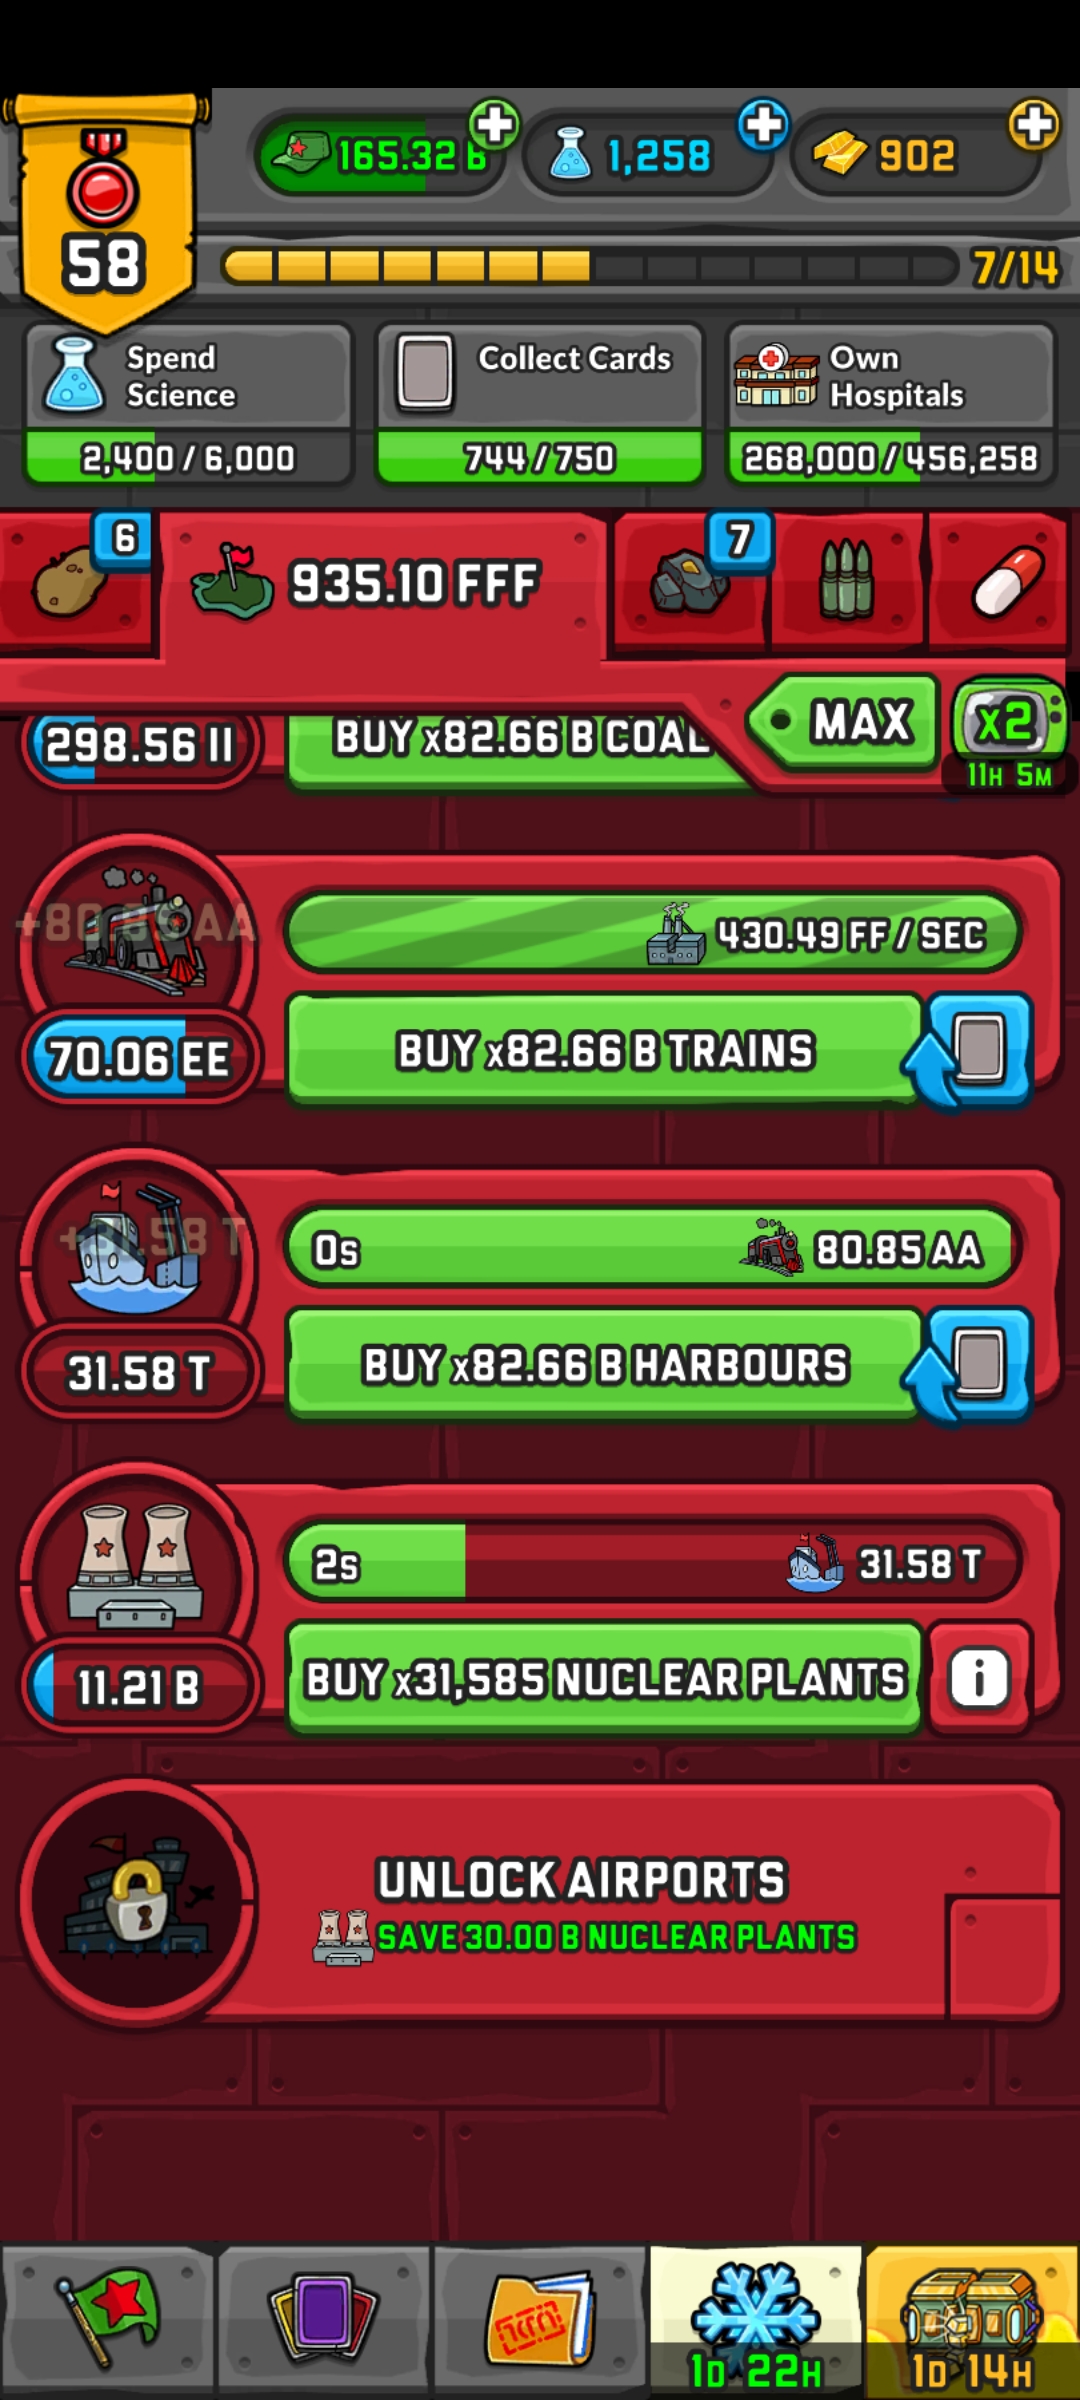 165.32 B
1,258
902
58
7/14
Spend
Science
2,400 / 6,000
Collect Cards
744 / 750
Own
Hospitals
268,000 / 456,258
6
935.10 FFF
7
MAX
x2
11H 5M
298.56 II
BUY x82.66 B COAL
+80.85 AA
430.49 FF / SEC
70.06 EE
BUY x82.66 B TRAINS
+31.58 T
0s
80.85 AA
31.58 T
BUY x82.66 B HARBOURS
2s
31.58 T
11.21 B
BUY x31,585 NUCLEAR PLANTS
i
UNLOCK AIRPORTS
SAVE 30.00 B NUCLEAR PLANTS
1D 22H
1D 14H